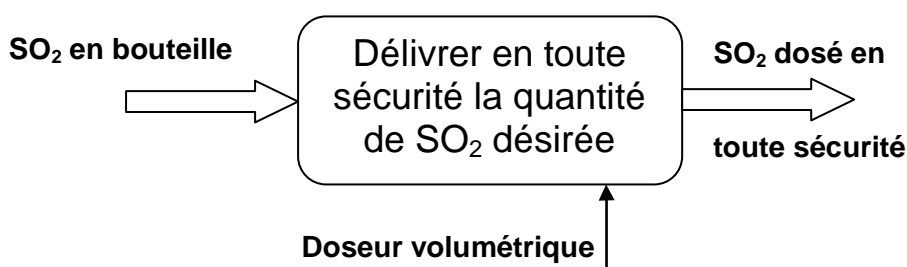 SO₂ en bouteille
Délivrer en toute
sécurité la quantité
de SO₂ désirée
SO₂ dosé en
toute sécurité
Doseur volumétrique